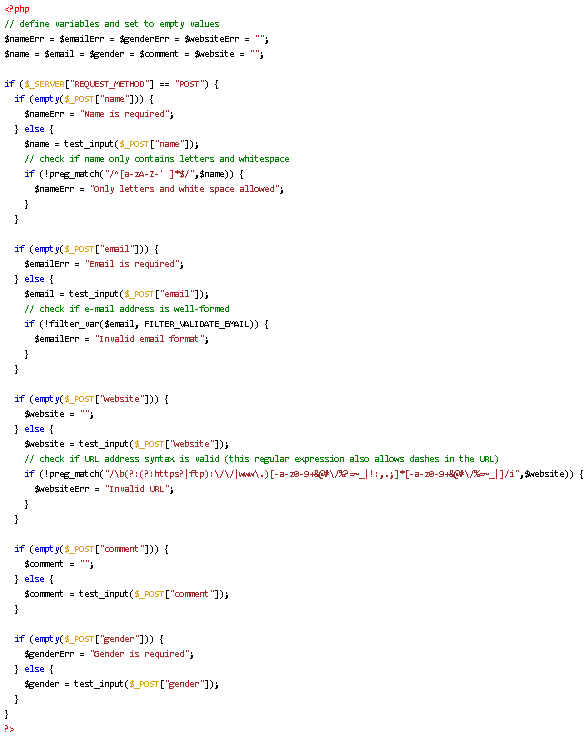 <?php
// define variables and set to empty values
$nameErr = $emailErr = $genderErr = $websiteErr = "";
$name = $email = $gender = $comment = $website = "";

if ($_SERVER["REQUEST_METHOD"] == "POST") {
  if (empty($_POST["name"])) {
    $nameErr = "Name is required";
  } else {
    $name = test_input($_POST["name"]);
    // check if name only contains letters and whitespace
    if (!preg_match("/^[a-zA-Z-' ]*$/",$name)) {
      $nameErr = "Only letters and white space allowed";
    }
  }

  if (empty($_POST["email"])) {
    $emailErr = "Email is required";
  } else {
    $email = test_input($_POST["email"]);
    // check if e-mail address is well-formed
    if (!filter_var($email, FILTER_VALIDATE_EMAIL)) {
      $emailErr = "Invalid email format";
    }
  }

  if (empty($_POST["website"])) {
    $website = "";
  } else {
    $website = test_input($_POST["website"]);
    // check if URL address syntax is valid (this regular expression also allows dashes in the URL)
    if (!preg_match("/\b(?:(?:https?|ftp):\/\/|www\.)[-a-z0-9+&@#\/%?=~_|!:,.;]*[-a-z0-9+&@#\/%=~_|]/i",$website)) {
      $websiteErr = "Invalid URL";
    }
  }

  if (empty($_POST["comment"])) {
    $comment = "";
  } else {
    $comment = test_input($_POST["comment"]);
  }

  if (empty($_POST["gender"])) {
    $genderErr = "Gender is required";
  } else {
    $gender = test_input($_POST["gender"]);
  }
}
?>